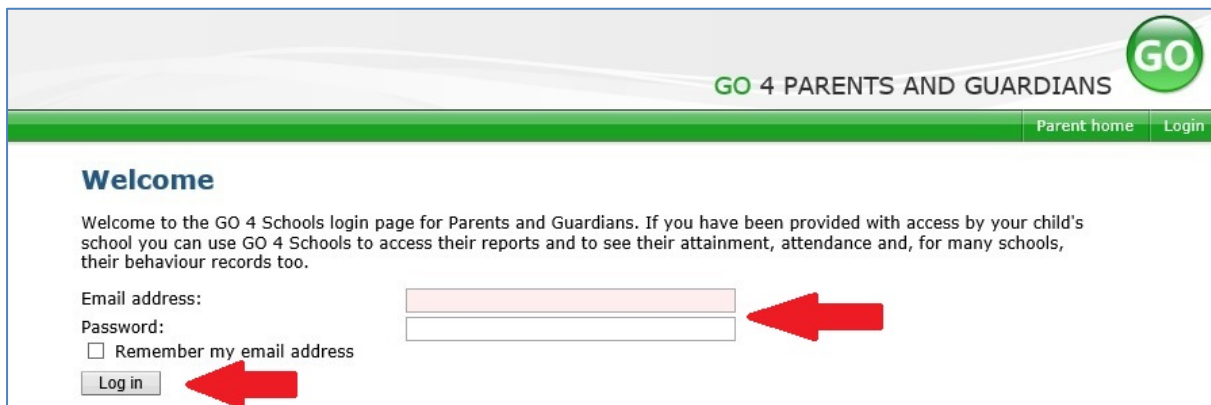 GO
GO 4 PARENTS AND GUARDIANS
Parent home Login
Welcome
Welcome to the GO 4 Schools login page for Parents and Guardians. If you have been provided with access by your child's
school you can use GO 4 Schools to access their reports and to see their attainment, attendance and, for many schools,
their behaviour records too.
Email address:
Password:
Remember my email address
Log in